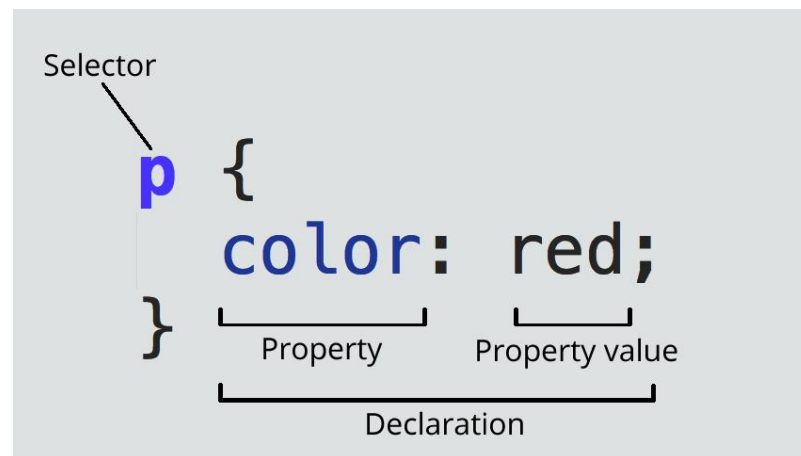 Selector
p {
color: red;
}
Property
Property value
Declaration